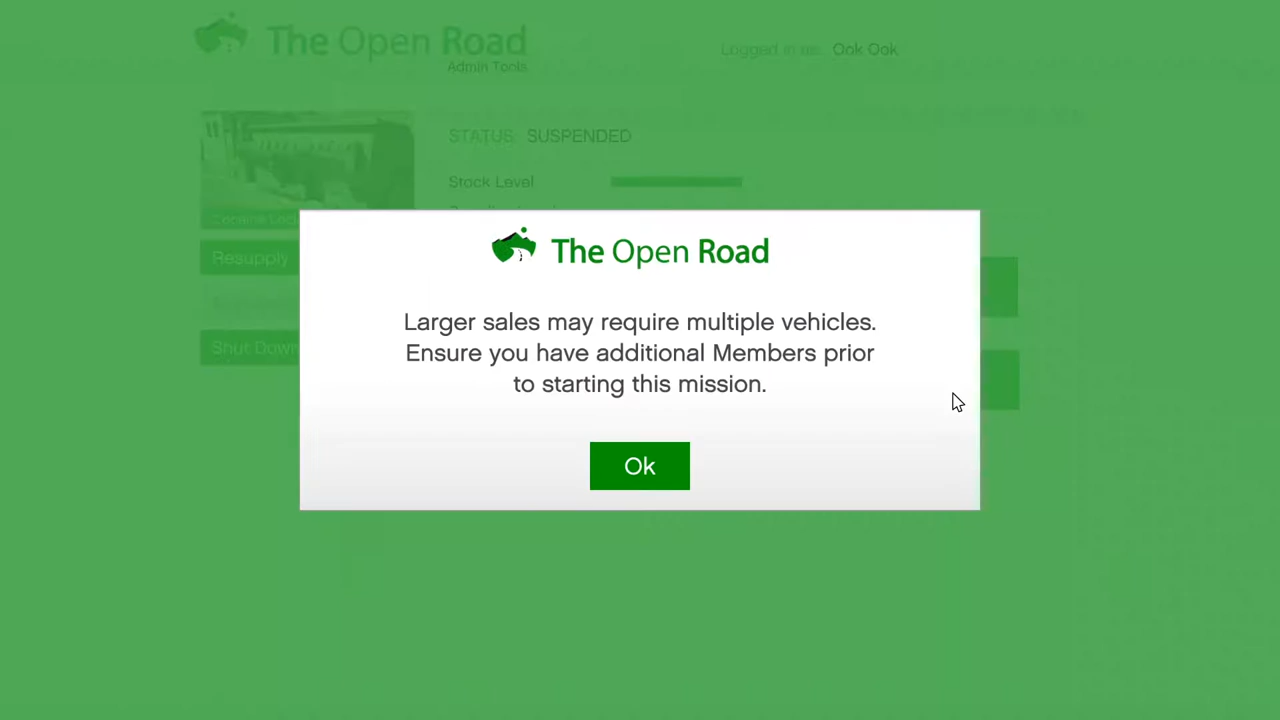 The Open Road
Admin Tools
Logged in as: Ook Ook
STATUS: SUSPENDED
Stock Level
Resupply
Shut Down
The Open Road
Larger sales may require multiple vehicles.
Ensure you have additional Members prior
to starting this mission.
Ok